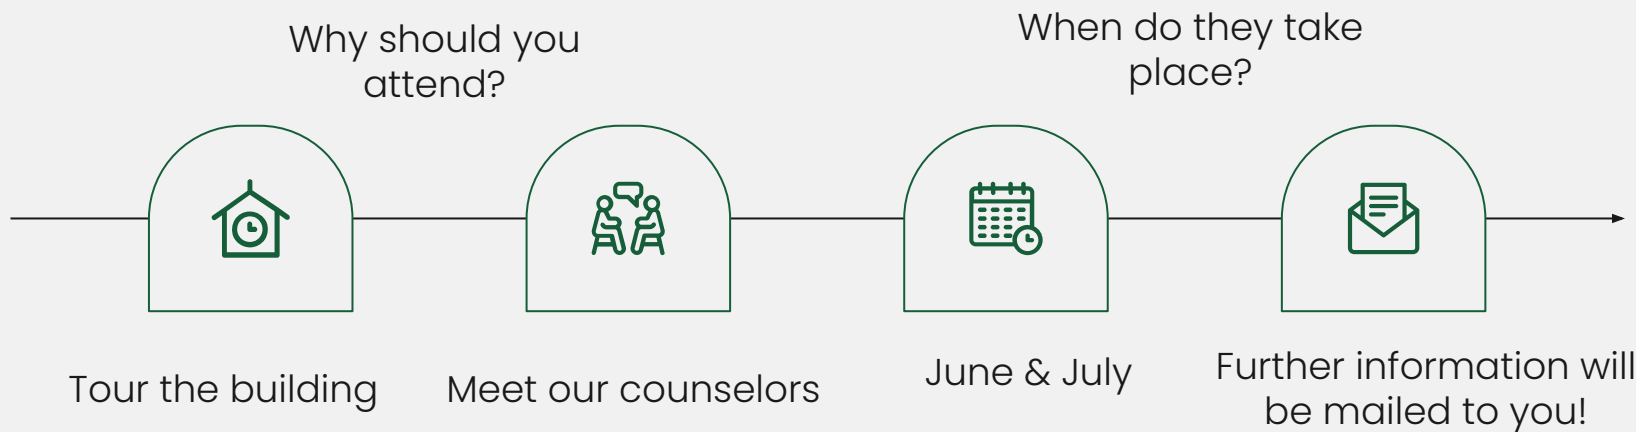 Why should you
attend?
When do they take
place?
Tour the building
Meet our counselors
June & July
Further information will
be mailed to you!